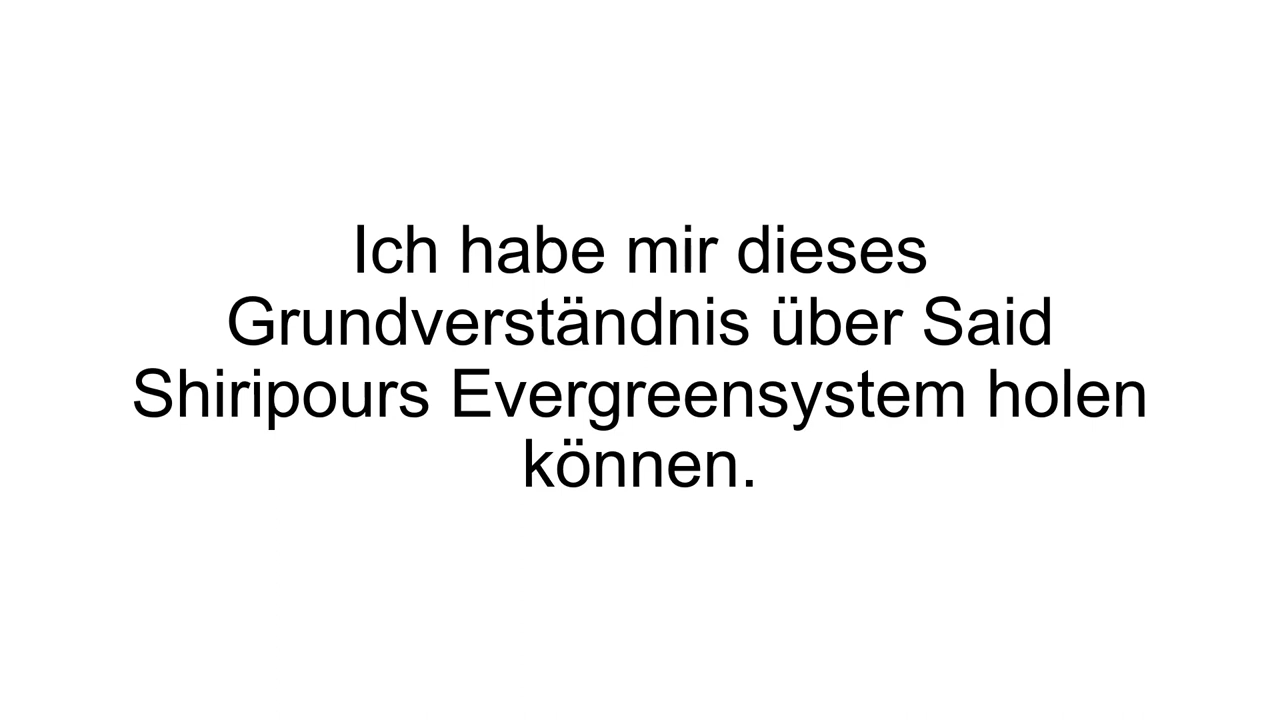 Ich habe mir dieses
Grundverständnis über Said
Shiripours Evergreensystem holen
können.